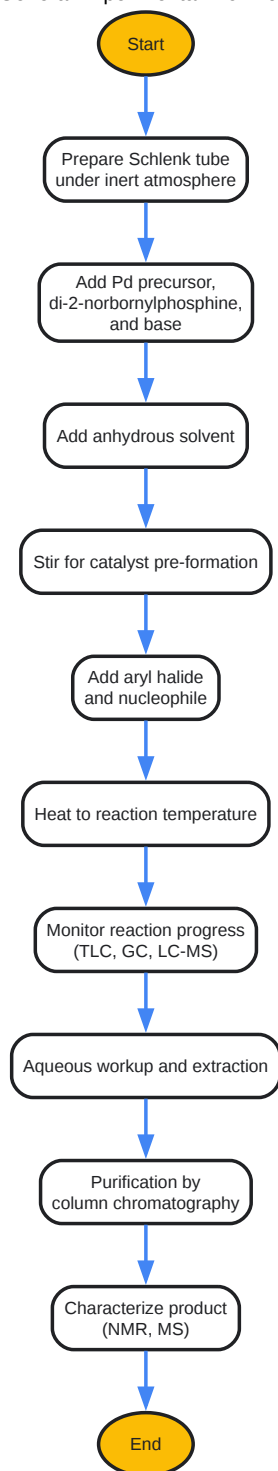 Start
Prepare Schlenk tube
under inert atmosphere
Add Pd precursor,
di-2-norbornylphosphine,
and base
Add anhydrous solvent
Stir for catalyst pre-formation
Add aryl halide
and nucleophile
Heat to reaction temperature
Monitor reaction progress
(TLC, GC, LC-MS)
Aqueous workup and extraction
Purification by
column chromatography
Characterize product
(NMR, MS)
End